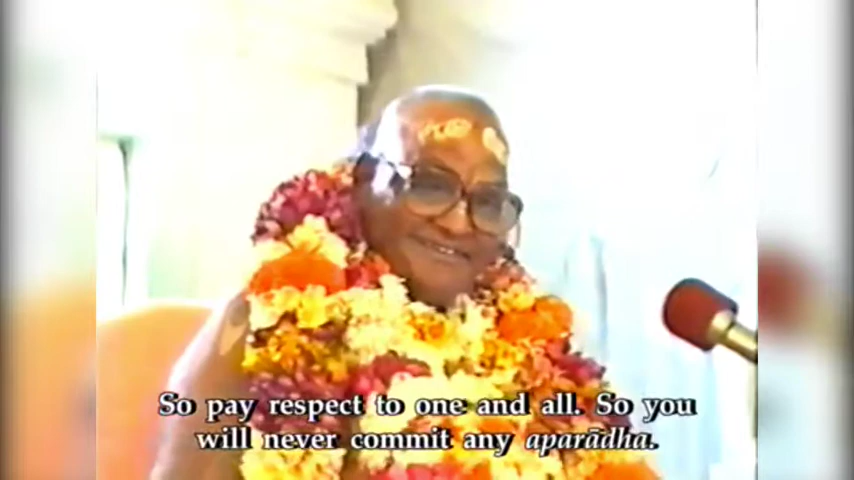 So pay respect to one and all. So you
will never commit any aparādha.